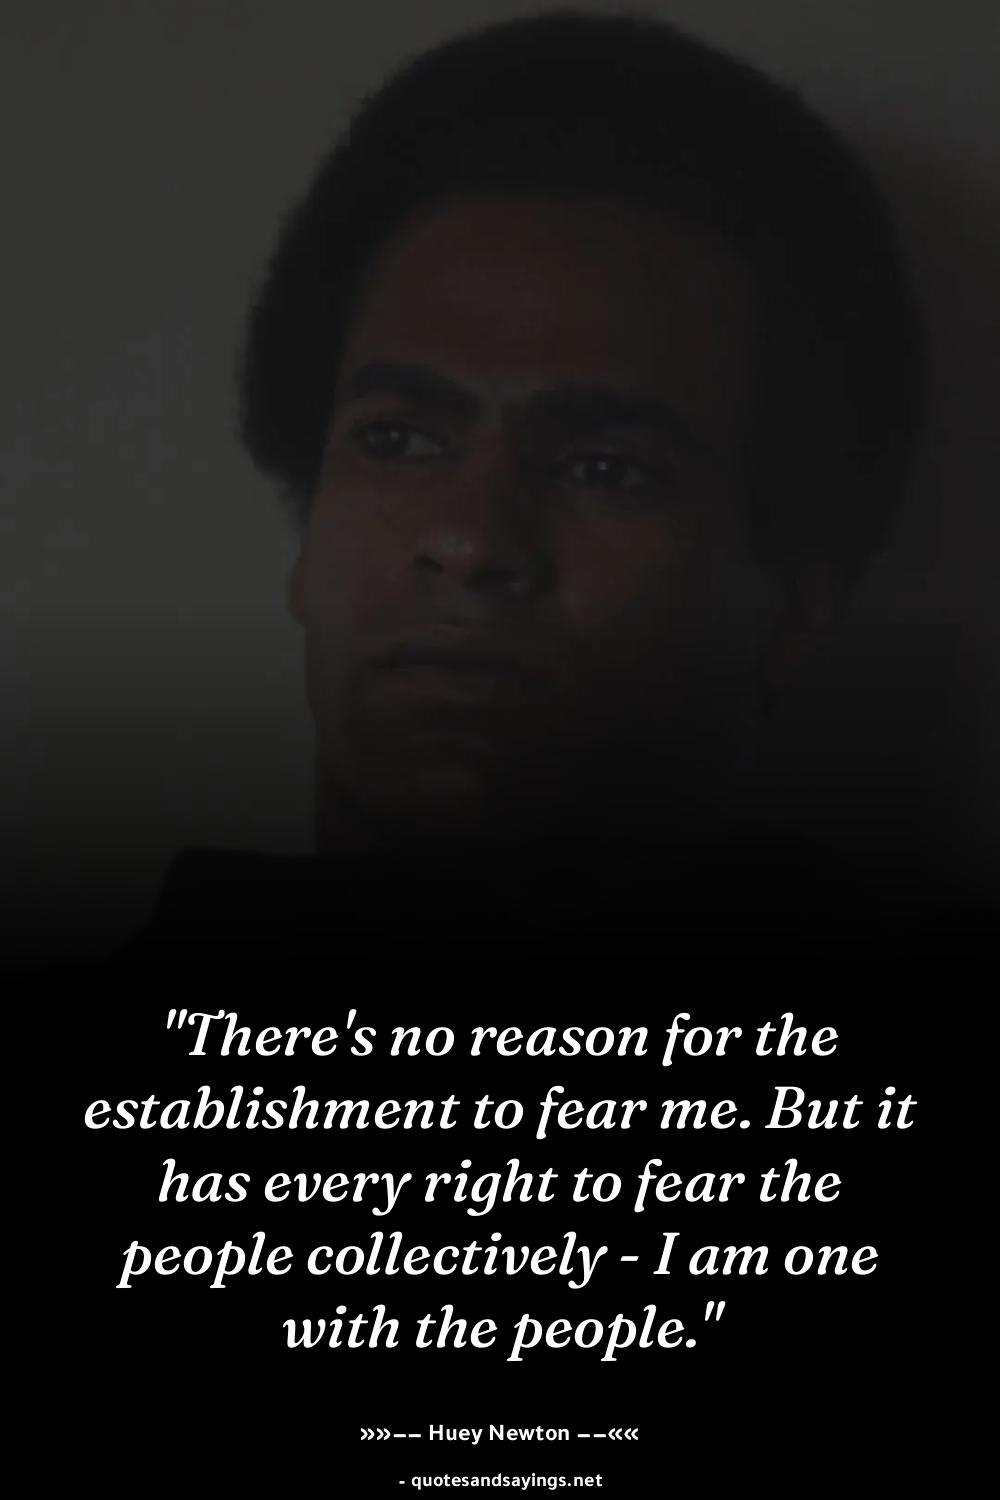 "There's no reason for the
establishment to fear me. But it
has every right to fear the
people collectively - I am one
with the people."
»»–– Huey Newton ––««
- quotesandsayings.net